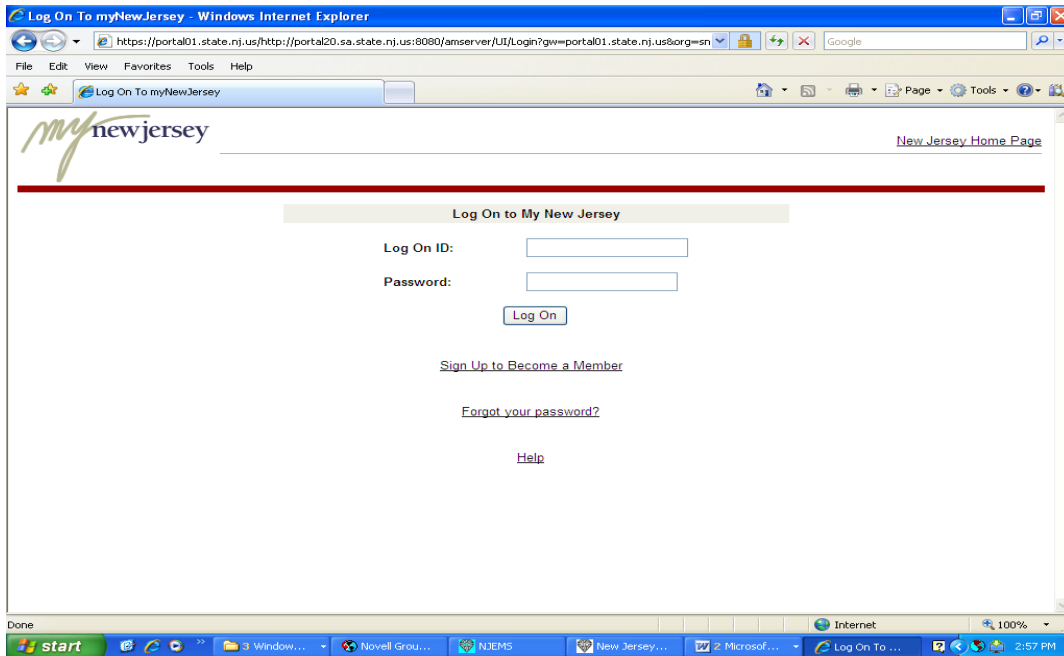 Log On To myNewJersey - Windows Internet Explorer
https://portal01.state.nj.us/http://portal20.sa.state.nj.us:8080/amserver/UI/Login?gw=portal01.state.nj.us&org=sn
Google
File Edit View Favorites Tools Help
Log On To myNewJersey
Page Tools
my newjersey
New Jersey Home Page
Log On to My New Jersey
Log On ID:
Password:
Log On
Sign Up to Become a Member
Forgot your password?
Help
Done
Internet
100%
start
3 Window...
Novell Grou...
NJEMS
New Jersey...
2 Microsof...
Log On To ...
2:57 PM